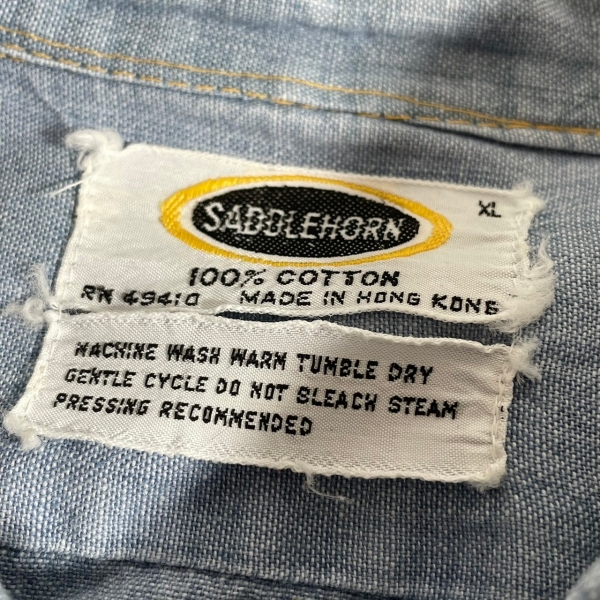 SADDLEHORN
XL
100% COTTON
RN 49410 MADE IN HONG KONG
MACHINE WASH WARM TUMBLE DRY
GENTLE CYCLE DO NOT BLEACH STEAM
PRESSING RECOMMENDED